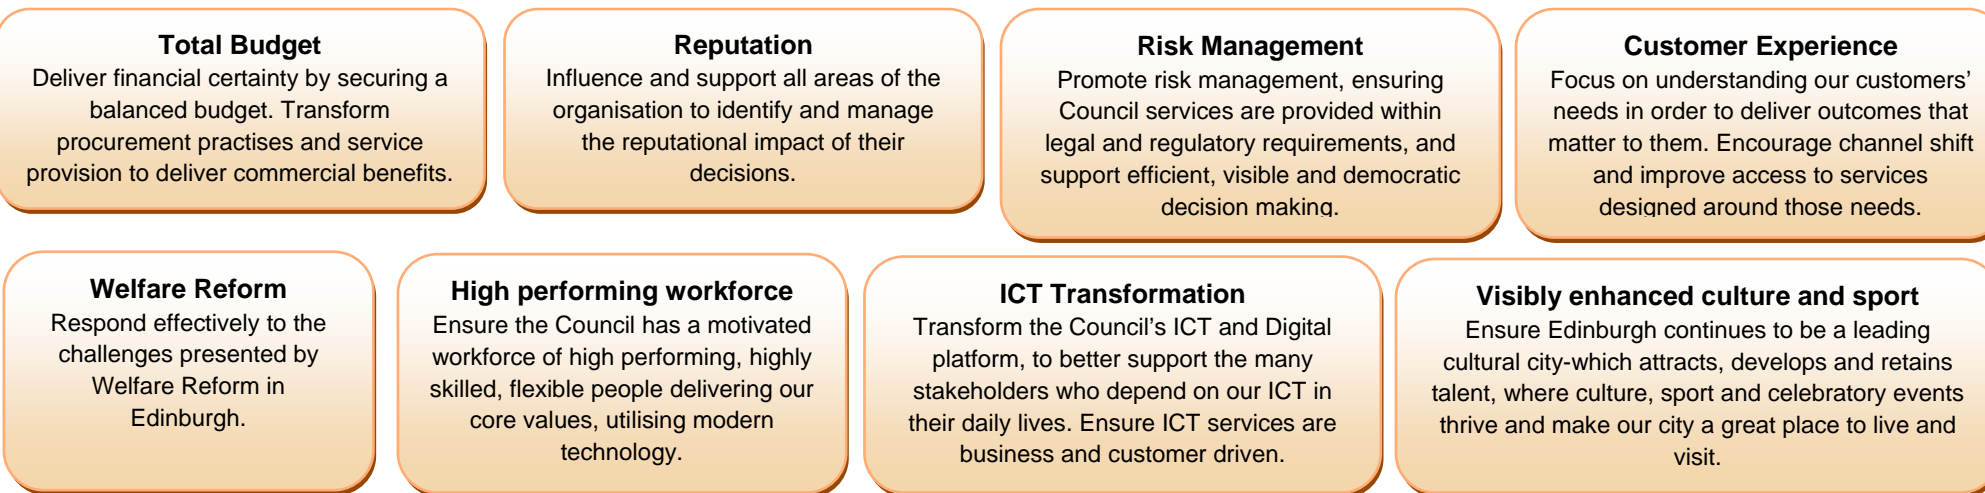 Total Budget
Deliver financial certainty by securing a
balanced budget. Transform
procurement practises and service
provision to deliver commercial benefits.
Reputation
Influence and support all areas of the
organisation to identify and manage
the reputational impact of their
decisions.
Risk Management
Promote risk management, ensuring
Council services are provided within
legal and regulatory requirements, and
support efficient, visible and democratic
decision making.
Customer Experience
Focus on understanding our customers’
needs in order to deliver outcomes that
matter to them. Encourage channel shift
and improve access to services
designed around those needs.
Welfare Reform
Respond effectively to the
challenges presented by
Welfare Reform in
Edinburgh.
High performing workforce
Ensure the Council has a motivated
workforce of high performing, highly
skilled, flexible people delivering our
core values, utilising modern
technology.
ICT Transformation
Transform the Council’s ICT and Digital
platform, to better support the many
stakeholders who depend on our ICT in
their daily lives. Ensure ICT services are
business and customer driven.
Visibly enhanced culture and sport
Ensure Edinburgh continues to be a leading
cultural city-which attracts, develops and retains
talent, where culture, sport and celebratory events
thrive and make our city a great place to live and
visit.